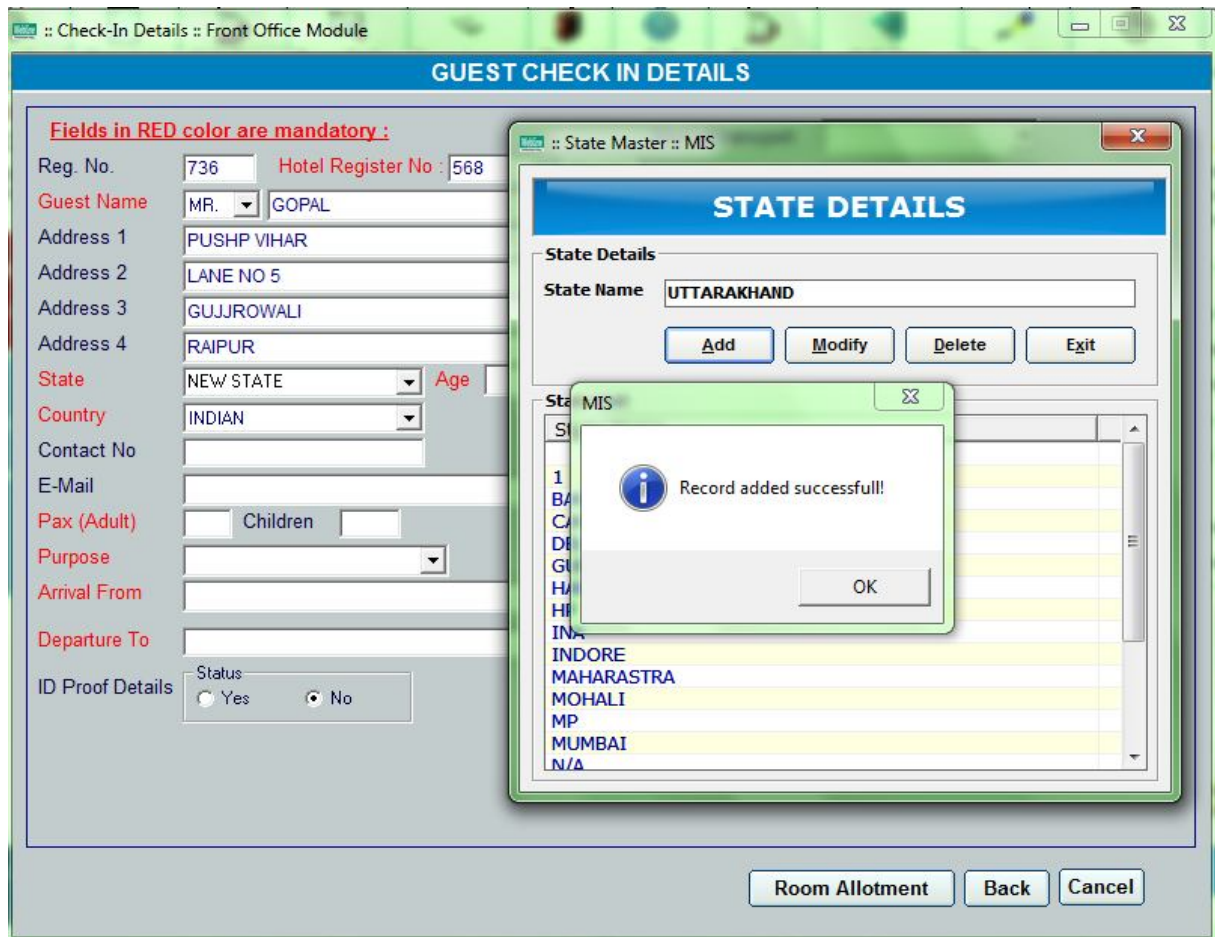 :: Check-In Details :: Front Office Module
GUEST CHECK IN DETAILS
Fields in RED color are mandatory :
Reg. No. 736 Hotel Register No : 568
Guest Name MR. GOPAL
Address 1 PUSHP VIHAR
Address 2 LANE NO 5
Address 3 GUJJROWALI
Address 4 RAIPUR
State NEW STATE Age
Country INDIAN
Contact No
E-Mail
Pax (Adult) Children
Purpose
Arrival From
Departure To
ID Proof Details Status
Yes No
Room Allotment Back Cancel
:: State Master :: MIS
STATE DETAILS
State Details
State Name UTTARAKHAND
Add Modify Delete Exit
1
INA
INDORE
MAHARASTRA
MOHALI
MP
MUMBAI
N/A
MIS
Record added successfull!
OK